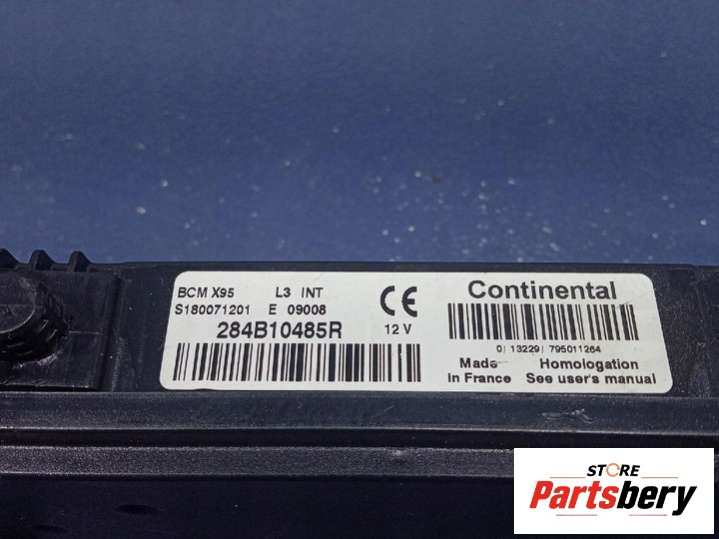 BCM X95 L3 INT
S180071201 E 09008
284B10485R
CE
12 V
Continental
0| 13229| 795011264
Made Homologation
in France See user's manual
STORE
Partsbery